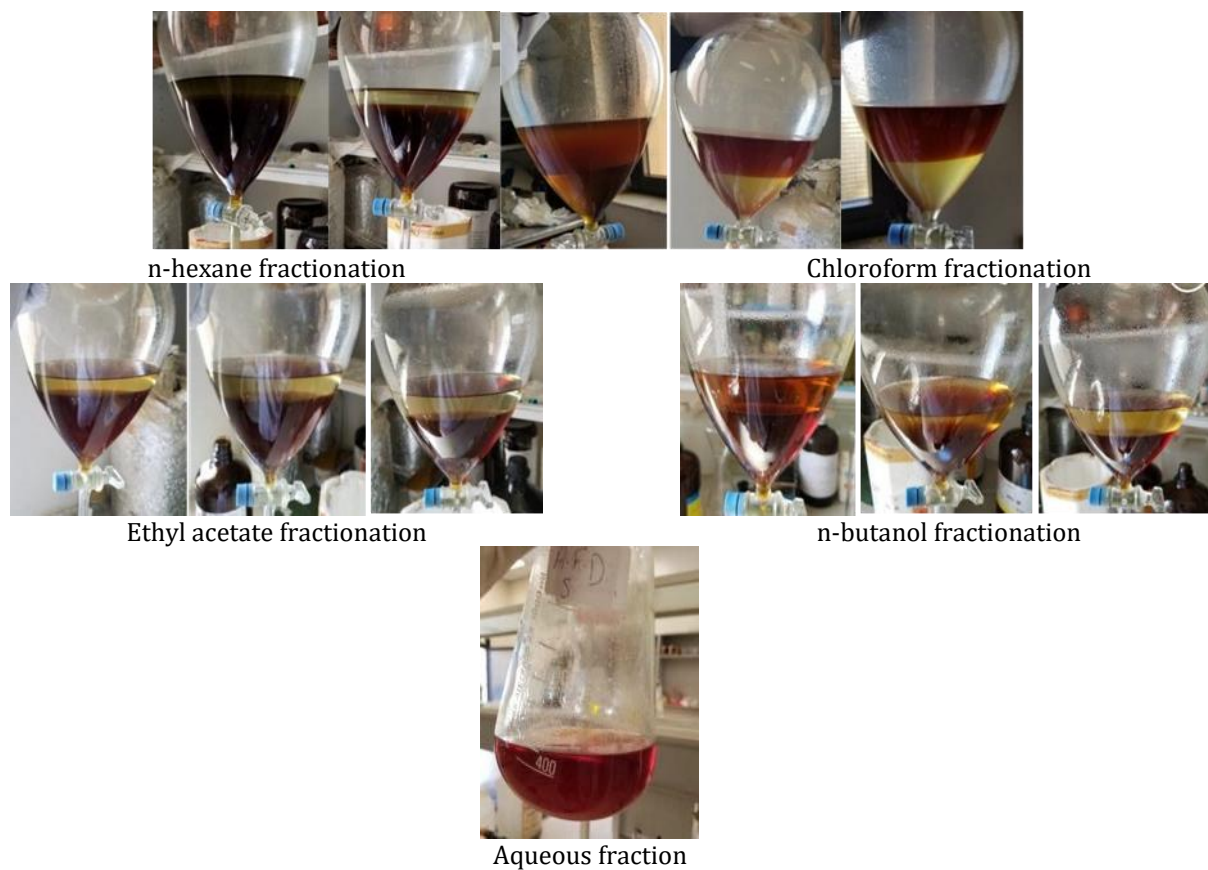 n-hexane fractionation
Chloroform fractionation
Ethyl acetate fractionation
n-butanol fractionation
H.F.D
S
400
Aqueous fraction